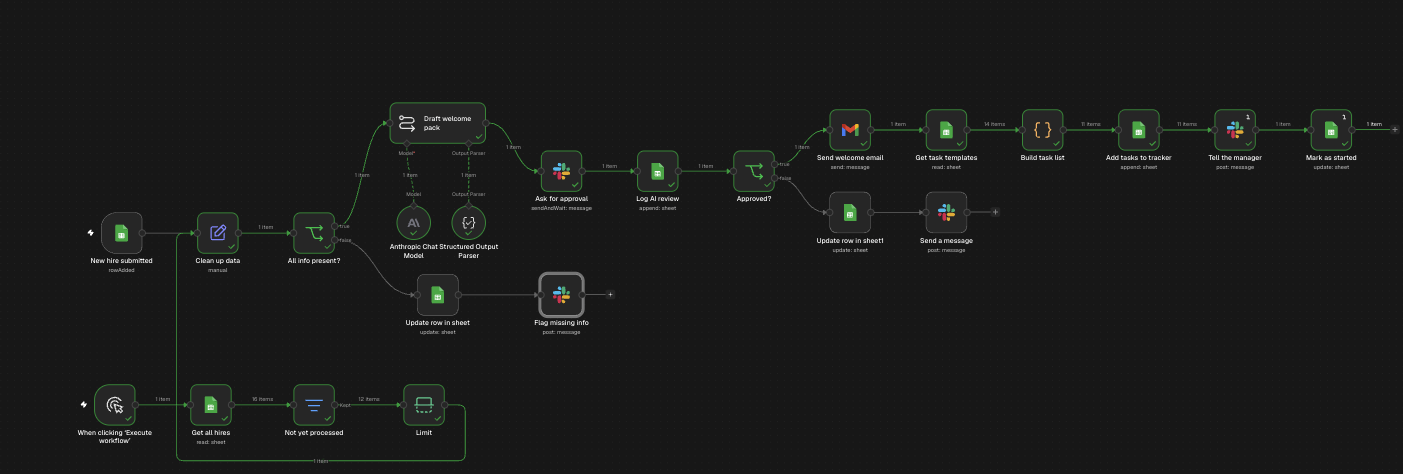 Draft welcome
pack
Model*
Output Parser
1 item
1 item
1 item
Model
Output Parser
Anthropic Chat
Model
Structured Output
Parser
1 item
Ask for approval
sendAndWait: message
1 item
Log AI review
append: sheet
1 item
Approved?
true
false
1 item
Send welcome email
send: message
1 item
Get task templates
read: sheet
14 items
Build task list
11 items
Add tasks to tracker
append: sheet
11 items
1
Tell the manager
post: message
1 item
1
Mark as started
update: sheet
1 item
Update row in sheet1
update: sheet
Send a message
post: message
New hire submitted
rowAdded
Clean up data
manual
1 item
All info present?
true
false
Update row in sheet
update: sheet
Flag missing info
post: message
When clicking 'Execute
workflow'
1 item
Get all hires
read: sheet
16 items
Not yet processed
Kept
12 items
Limit
1 item